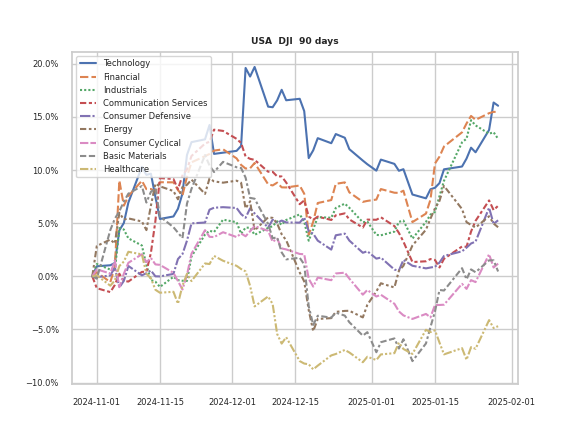 USA  DJI  90 days
20.0%
15.0%
10.0%
5.0%
0.0%
−5.0%
−10.0%
Technology
Financial
Industrials
Communication Services
Consumer Defensive
Energy
Consumer Cyclical
Basic Materials
Healthcare
2024-11-01
2024-11-15
2024-12-01
2024-12-15
2025-01-01
2025-01-15
2025-02-01